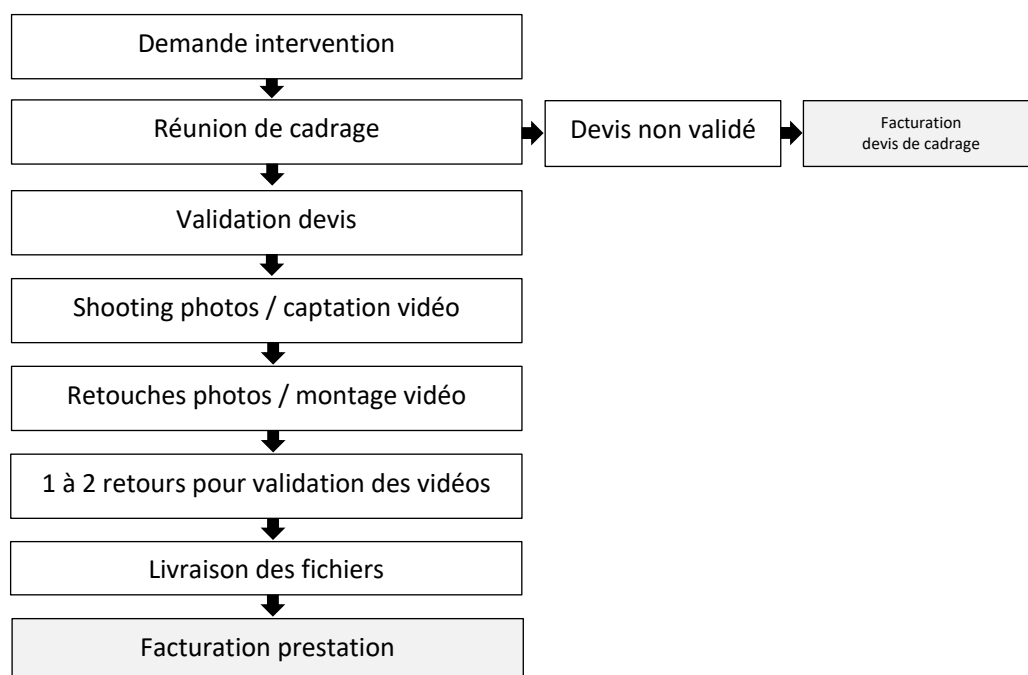 Demande intervention
Réunion de cadrage
Devis non validé
Facturation
devis de cadrage
Validation devis
Shooting photos / captation vidéo
Retouches photos / montage vidéo
1 à 2 retours pour validation des vidéos
Livraison des fichiers
Facturation prestation